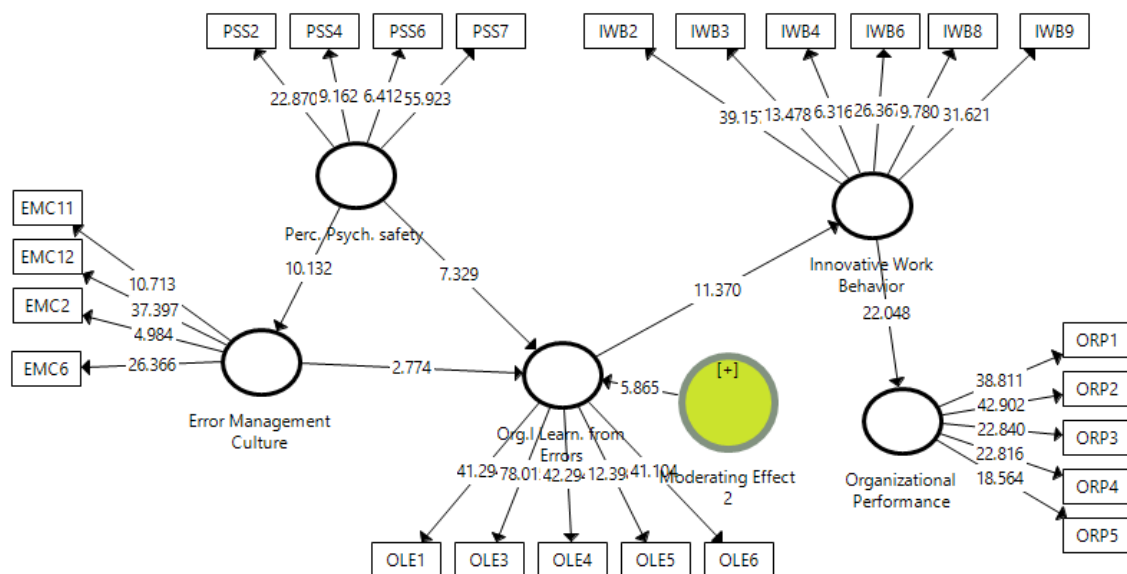 PSS2
PSS4
PSS6
PSS7
IWB2
IWB3
IWB4
IWB6
IWB8
IWB9
22.870
9.162
6.412
55.923
13.478
6.316
9.780
31.621
EMC11
EMC12
EMC2
EMC6
Perc. Psych. safety
10.713
37.397
4.984
26.366
10.132
7.329
Innovative Work
Behavior
11.370
22.048
2.774
5.865
[+]
Error Management
Culture
Org.l Learn. from
Errors
Moderating Effect
2
Organizational
Performance
38.811
42.902
22.840
22.816
18.564
ORP1
ORP2
ORP3
ORP4
ORP5
41.104
OLE1
OLE3
OLE4
OLE5
OLE6